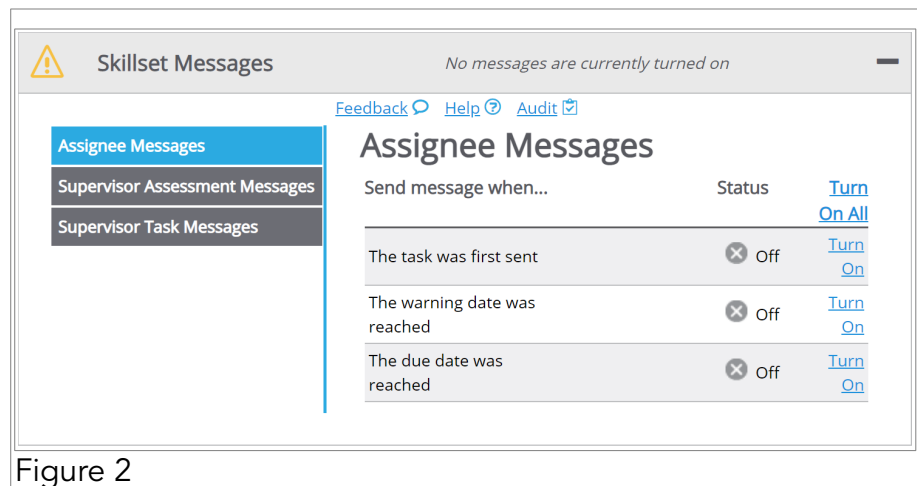 Skillset Messages No messages are currently turned on
Feedback Help Audit
Assignee Messages
Supervisor Assessment Messages
Supervisor Task Messages
Assignee Messages
Send message when... Status Turn
On All
The task was first sent Off Turn
On
The warning date was
reached Off Turn
On
The due date was
reached Off Turn
On
Figure 2